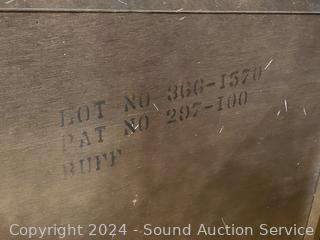 LOT NO 366-1570
PAT NO 297-100
BUFF
Copyright 2024 - Sound Auction Service